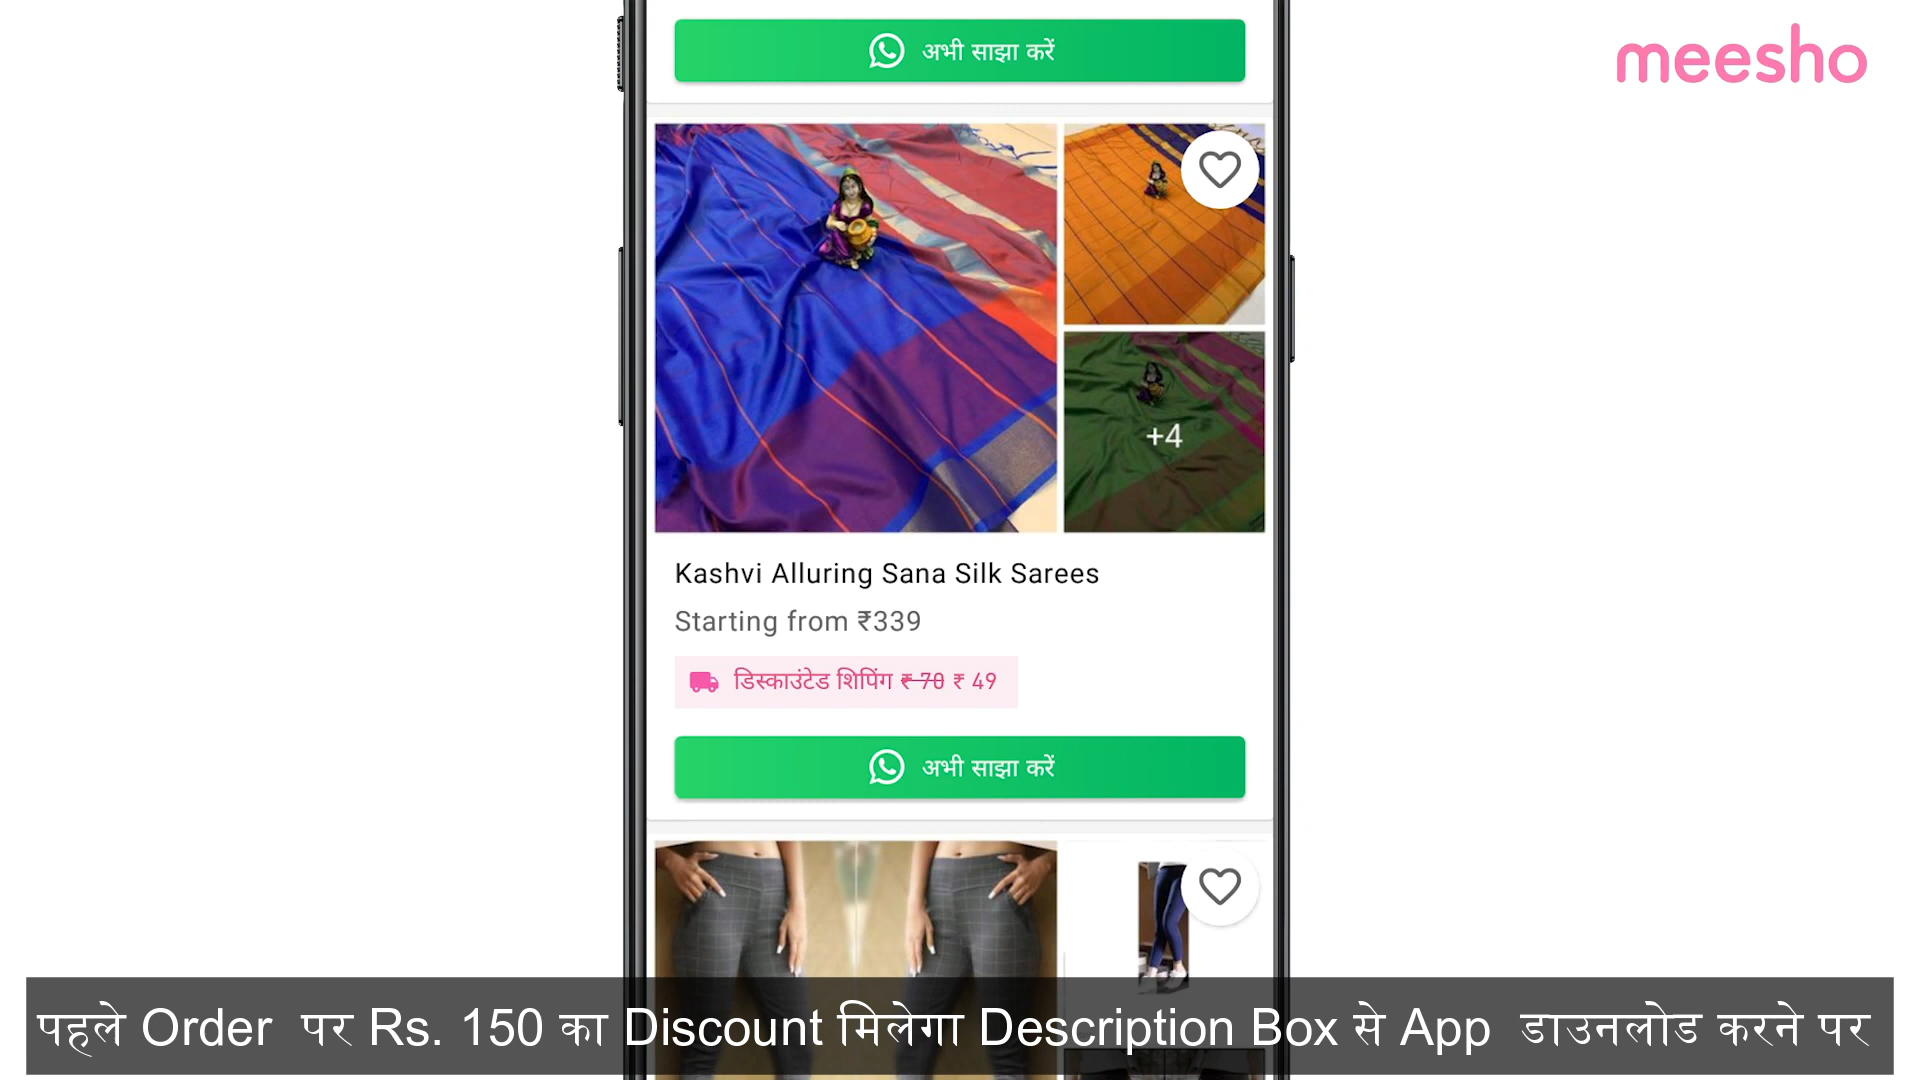 अभी साझा करें
meesho
+4
Kashvi Alluring Sana Silk Sarees
Starting from ₹339
डिस्काउंटेड शिपिंग ₹ 70 ₹ 49
अभी साझा करें
पहले Order पर Rs. 150 का Discount मिलेगा Description Box से App डाउनलोड करने पर